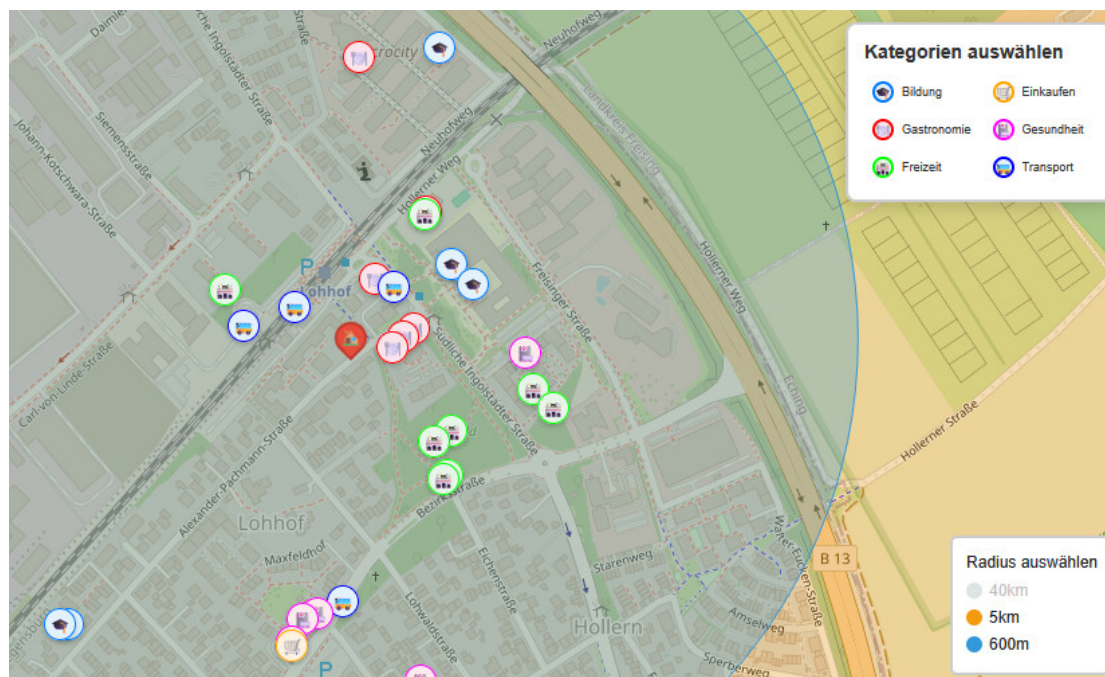 Daimler
Neuhofweg
Kategorien auswählen
Bildung
Einkaufen
Gastronomie
Gesundheit
Freizeit
Transport
Siemensstraße
Johann-Kotschwara-Straße
Neuhofweg
Landkreis Freising
Hollerner Weg
Hollerner Weg
Freisinger Straße
P
Lohhof
Carl-von-Linde-Straße
Südliche Ingolstädter Straße
Eching
Hollerner Straße
Alexander-Pachmann-Straße
Bezirksstraße
Lohhof
Maxfeldhof
Eichenstraße
Lohwaldstraße
Starenweg
Walter-Eucken-Straße
B 13
Hollern
Amselweg
Sperberweg
P
Radius auswählen
40km
5km
600m